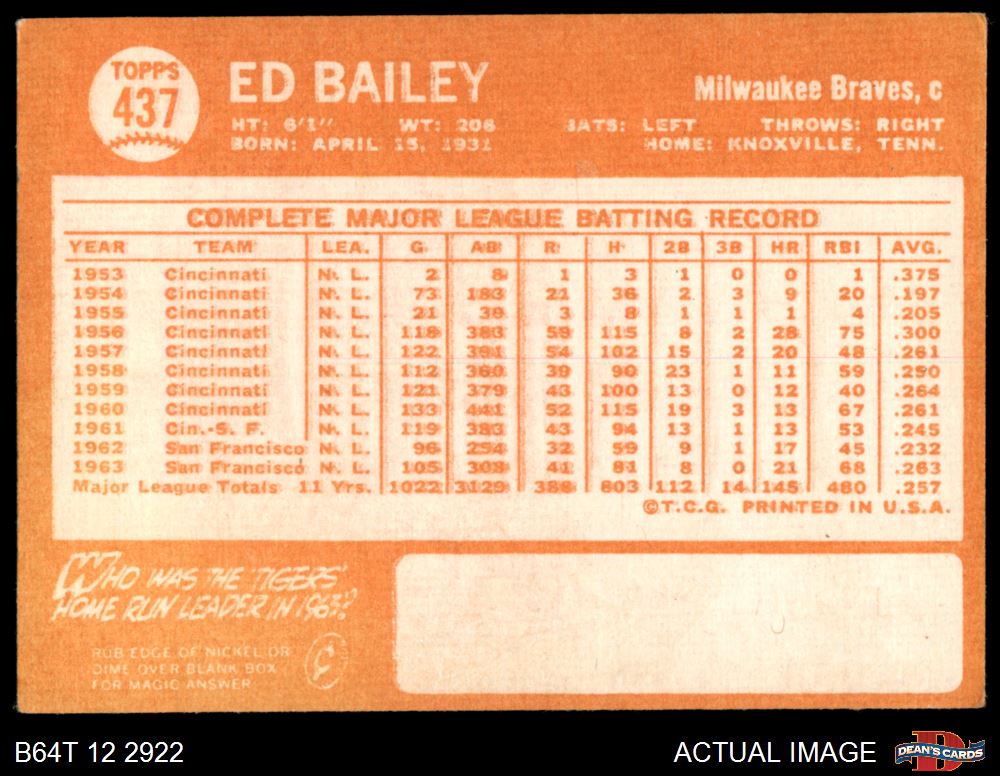 TOPPS
437
ED BAILEY
Milwaukee Braves, c
HT: 6'1" WT: 206 BATS: LEFT THROWS: RIGHT
BORN: APRIL 15, 1931 HOME: KNOXVILLE, TENN.
COMPLETE MAJOR LEAGUE BATTING RECORD
YEAR TEAM LEA. G AB R H 2B 3B HR RBI AVG.
1953 Cincinnati N. L. 2 8 1 3 1 0 0 1 .375
1954 Cincinnati N. L. 73 183 21 36 2 3 9 20 .197
1955 Cincinnati N. L. 21 39 3 8 1 1 1 4 .205
1956 Cincinnati N. L. 118 383 59 115 8 2 28 75 .300
1957 Cincinnati N. L. 122 391 54 102 15 2 20 48 .261
1958 Cincinnati N. L. 112 360 39 90 23 1 11 59 .250
1959 Cincinnati N. L. 121 379 43 100 13 0 12 40 .264
1960 Cincinnati N. L. 133 441 52 115 19 3 13 67 .261
1961 Cin.-S. F. N. L. 119 383 43 94 13 1 13 53 .245
1962 San Francisco N. L. 96 254 32 59 9 1 17 45 .232
1963 San Francisco N. L. 105 308 41 81 8 0 21 68 .263
Major League Totals 11 Yrs. 1022 3129 388 803 112 14 145 480 .257
©T.C.G. PRINTED IN U.S.A.
WHO WAS THE TIGERS'
HOME RUN LEADER IN 1963?
RUB EDGE OF NICKEL OR
DIME OVER BLANK BOX
FOR MAGIC ANSWER
B64T 12 2922
ACTUAL IMAGE
D
DEAN'S CARDS